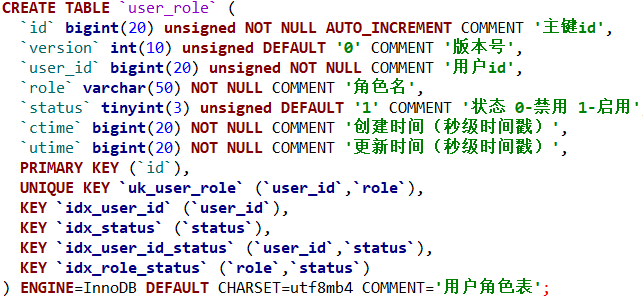 CREATE TABLE `user_role` (
  `id` bigint(20) unsigned NOT NULL AUTO_INCREMENT COMMENT '主键id',
  `version` int(10) unsigned DEFAULT '0' COMMENT '版本号',
  `user_id` bigint(20) unsigned NOT NULL COMMENT '用户id',
  `role` varchar(50) NOT NULL COMMENT '角色名',
  `status` tinyint(3) unsigned DEFAULT '1' COMMENT '状态 0-禁用 1-启用'
  `ctime` bigint(20) NOT NULL COMMENT '创建时间（秒级时间戳）',
  `utime` bigint(20) NOT NULL COMMENT '更新时间（秒级时间戳）',
  PRIMARY KEY (`id`),
  UNIQUE KEY `uk_user_role` (`user_id`,`role`),
  KEY `idx_user_id` (`user_id`),
  KEY `idx_status` (`status`),
  KEY `idx_user_id_status` (`user_id`,`status`),
  KEY `idx_role_status` (`role`,`status`)
) ENGINE=InnoDB DEFAULT CHARSET=utf8mb4 COMMENT='用户角色表';